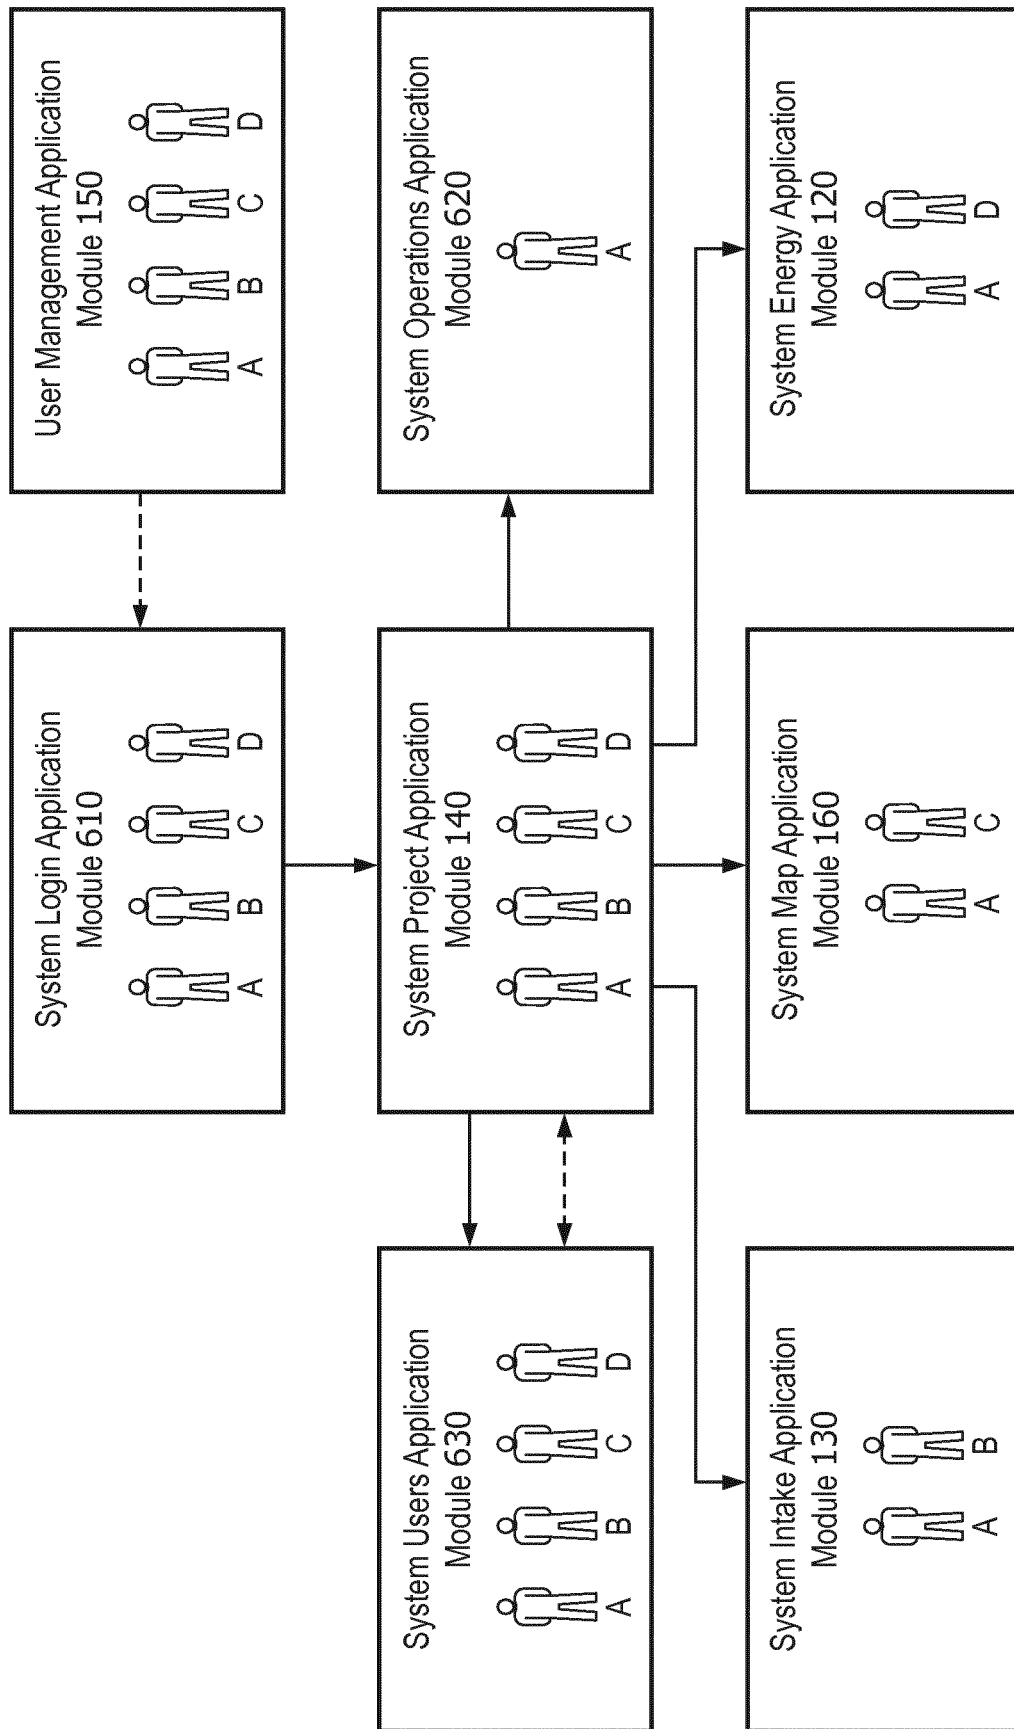 System Login Application
Module 610
A B C D
User Management Application
Module 150
A B C D
System Users Application
Module 630
A B C D
System Project Application
Module 140
A B C D
System Operations Application
Module 620
A
System Intake Application
Module 130
A B
System Map Application
Module 160
A C
System Energy Application
Module 120
A D